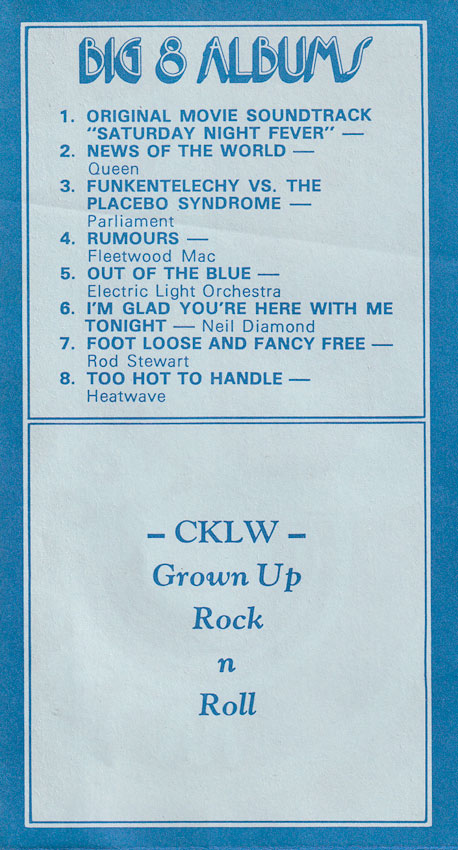 BIG 8 ALBUMS
1. ORIGINAL MOVIE SOUNDTRACK
"SATURDAY NIGHT FEVER" —
2. NEWS OF THE WORLD —
Queen
3. FUNKENTELECHY VS. THE
PLACEBO SYNDROME —
Parliament
4. RUMOURS —
Fleetwood Mac
5. OUT OF THE BLUE —
Electric Light Orchestra
6. I'M GLAD YOU'RE HERE WITH ME
TONIGHT — Neil Diamond
7. FOOT LOOSE AND FANCY FREE —
Rod Stewart
8. TOO HOT TO HANDLE —
Heatwave
– CKLW –
Grown Up
Rock
n
Roll